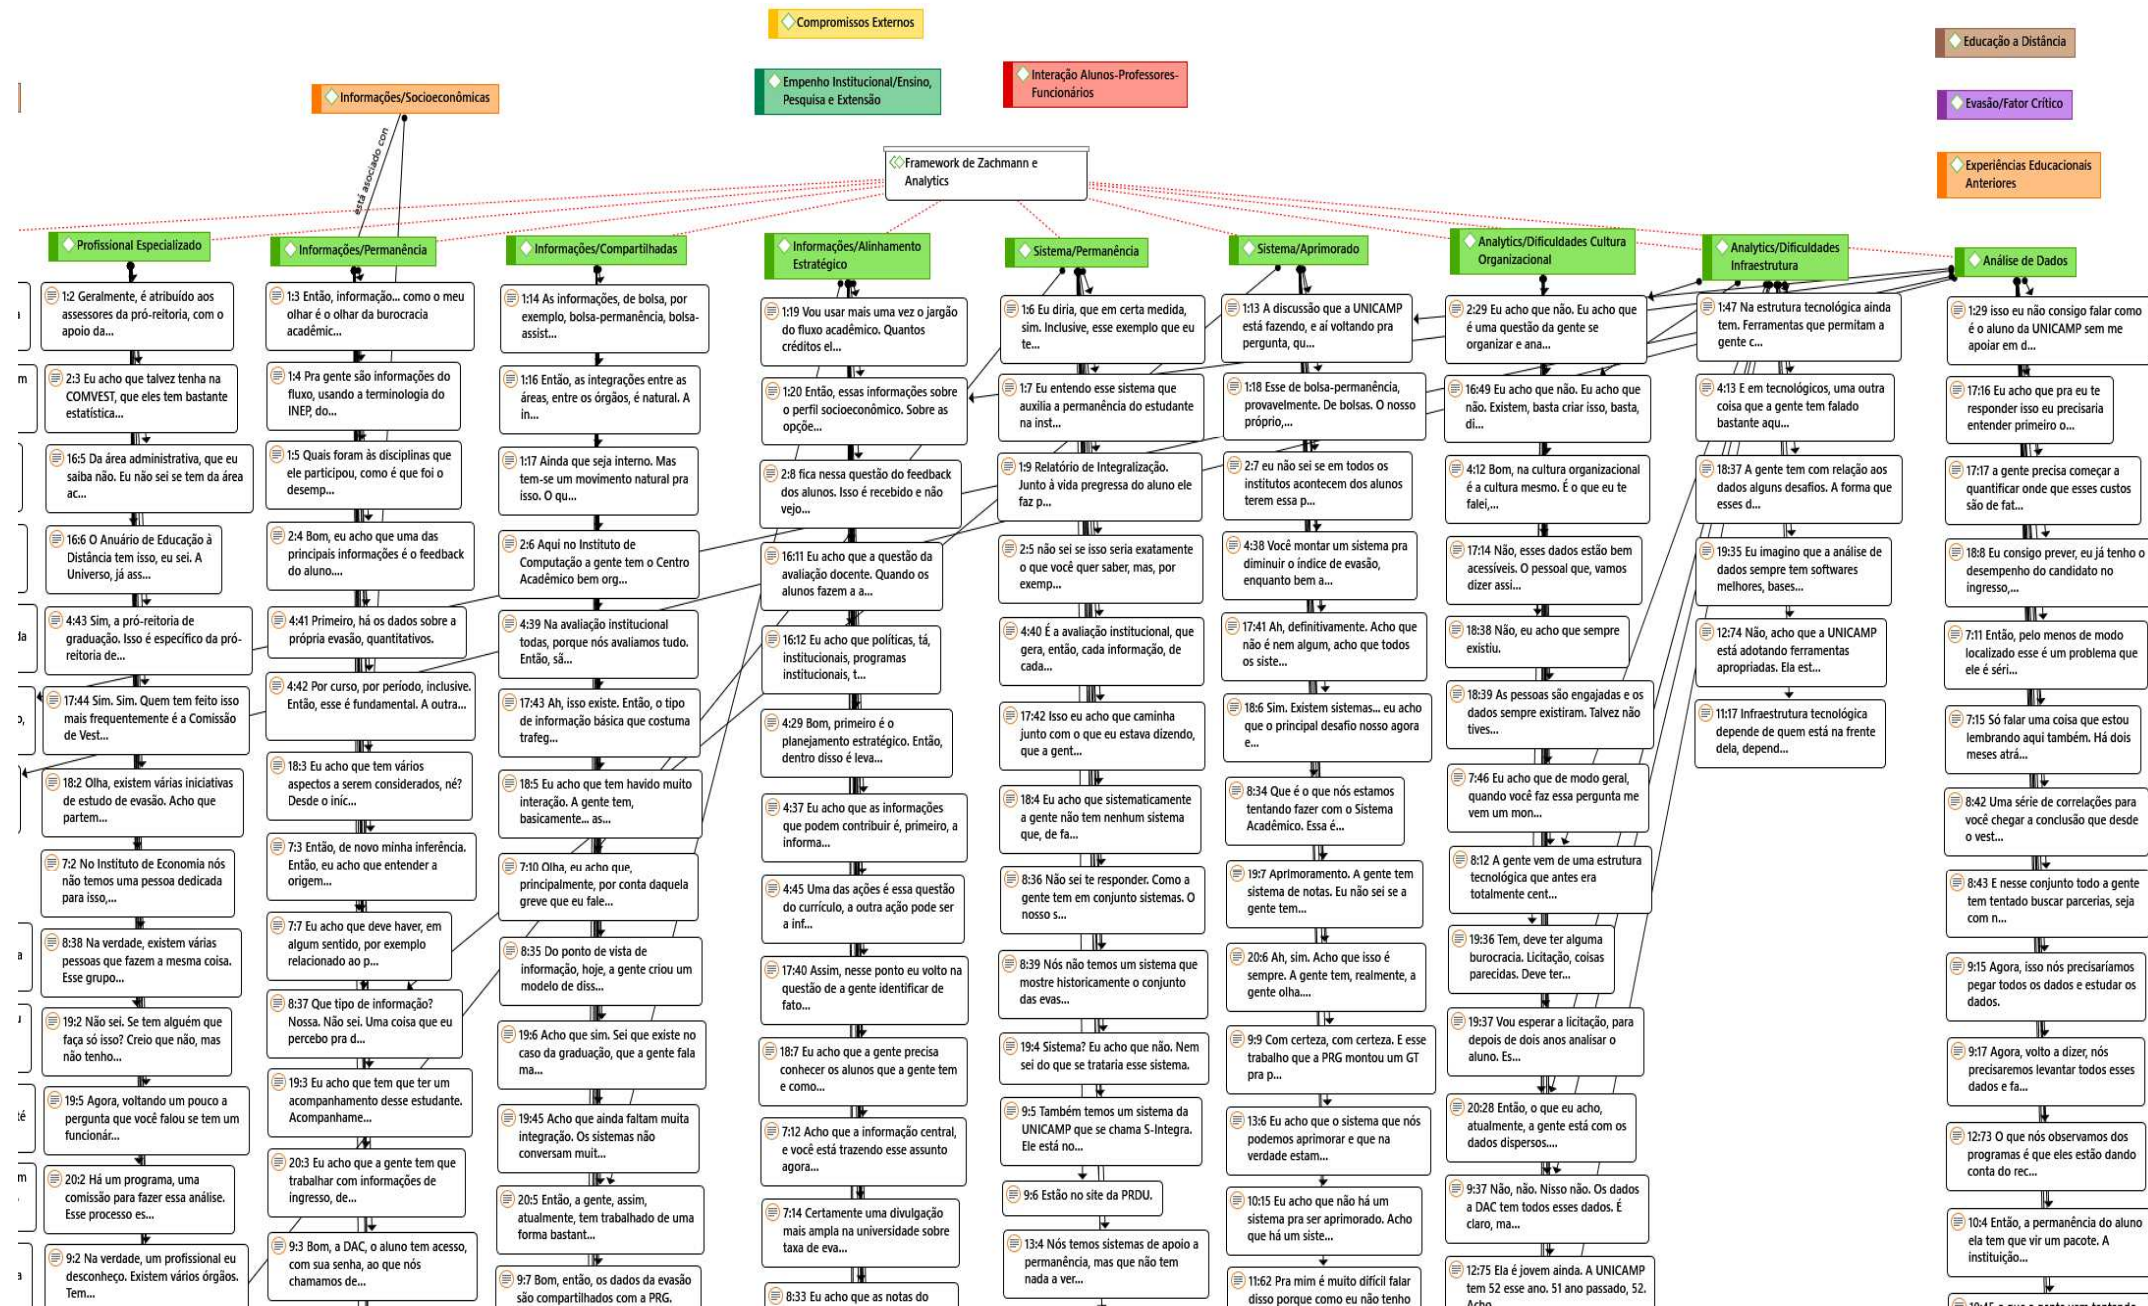 Compromissos Externos
Empenho Institucional/Ensino,
Pesquisa e Extensão
Interação Alunos-Professores-
Funcionários
Educação a Distância
Evasão/Fator Crítico
Experiências Educacionais
Anteriores
Informações/Socioeconômicas
está asociado con
Framework de Zachmann e
Analytics
Profissional Especializado
1:2 Geralmente, é atribuído aos
assessores da pró-reitoria, com o
apoio da...
2:3 Eu acho que talvez tenha na
COMVEST, que eles tem bastante
estatística...
16:5 Da área administrativa, que eu
saiba não. Eu não sei se tem da área
ac...
16:6 O Anuário de Educação à
Distância tem isso, eu sei. A
Universo, já ass...
4:43 Sim, a pró-reitoria de
graduação. Isso é específico da pró-
reitoria de...
17:44 Sim. Sim. Quem tem feito isso
mais frequentemente é a Comissão
de Vest...
18:2 Olha, existem várias iniciativas
de estudo de evasão. Acho que
partem...
7:2 No Instituto de Economia nós
não temos uma pessoa dedicada
para isso,...
8:38 Na verdade, existem várias
pessoas que fazem a mesma coisa.
Esse grupo...
19:2 Não sei. Se tem alguém que
faça só isso? Creio que não, mas
não tenho...
19:5 Agora, voltando um pouco a
pergunta que você falou se tem um
funcionár...
20:2 Há um programa, uma
comissão para fazer essa análise.
Esse processo es...
9:2 Na verdade, um profissional eu
desconheço. Existem vários órgãos.
Tem...
Informações/Permanência
1:3 Então, informação... como o meu
olhar é o olhar da burocracia
acadêmic...
1:4 Pra gente são informações do
fluxo, usando a terminologia do
INEP, do...
1:5 Quais foram às disciplinas que
ele participou, como é que foi o
desemp...
2:4 Bom, eu acho que uma das
principais informações é o feedback
do aluno....
4:41 Primeiro, há os dados sobre a
própria evasão, quantitativos.
4:42 Por curso, por período, inclusive.
Então, esse é fundamental. A outra...
18:3 Eu acho que tem vários
aspectos a serem considerados, né?
Desde o iníc...
7:3 Então, de novo minha inferência.
Então, eu acho que entender a
origem...
7:7 Eu acho que deve haver, em
algum sentido, por exemplo
relacionado ao p...
8:37 Que tipo de informação?
Nossa. Não sei. Uma coisa que eu
percebo pra d...
19:3 Eu acho que tem que ter um
acompanhamento desse estudante.
Acompanhame...
20:3 Eu acho que a gente tem que
trabalhar com informações de
ingresso, de...
9:3 Bom, a DAC, o aluno tem acesso,
com sua senha, ao que nós
chamamos de...
Informações/Compartilhadas
1:14 As informações, de bolsa, por
exemplo, bolsa-permanência, bolsa-
assist...
1:16 Então, as integrações entre as
áreas, entre os órgãos, é natural. A
in...
1:17 Ainda que seja interno. Mas
tem-se um movimento natural pra
isso. O qu...
2:6 Aqui no Instituto de
Computação a gente tem o Centro
Acadêmico bem org...
4:39 Na avaliação institucional
todas, porque nós avaliamos tudo.
Então, sã...
17:43 Ah, isso existe. Então, o tipo
de informação básica que costuma
trafeg...
18:5 Eu acho que tem havido muito
interação. A gente tem,
basicamente... as...
7:10 Olha, eu acho que,
principalmente, por conta daquela
greve que eu fale...
8:35 Do ponto de vista de
informação, hoje, a gente criou um
modelo de diss...
19:6 Acho que sim. Sei que existe no
caso da graduação, que a gente fala
ma...
19:45 Acho que ainda faltam muita
integração. Os sistemas não
conversam muit...
20:5 Então, a gente, assim,
atualmente, tem trabalhado de uma
forma bastant...
9:7 Bom, então, os dados da evasão
são compartilhados com a PRG.
Informações/Alinhamento
Estratégico
1:19 Vou usar mais uma vez o jargão
do fluxo acadêmico. Quantos
créditos el...
1:20 Então, essas informações sobre
o perfil socioeconômico. Sobre as
opçõe...
2:8 fica nessa questão do feedback
dos alunos. Isso é recebido e não
vejo...
16:11 Eu acho que a questão da
avaliação docente. Quando os
alunos fazem a a...
16:12 Eu acho que políticas, tá,
institucionais, programas
institucionais, t...
4:29 Bom, primeiro é o
planejamento estratégico. Então,
dentro disso é leva...
4:37 Eu acho que as informações
que podem contribuir é, primeiro, a
informa...
4:45 Uma das ações é essa questão
do currículo, a outra ação pode ser
a inf...
17:40 Assim, nesse ponto eu volto na
questão de a gente identificar de
fato...
18:7 Eu acho que a gente precisa
conhecer os alunos que a gente tem
e como...
7:12 Acho que a informação central,
e você está trazendo esse assunto
agora...
7:14 Certamente uma divulgação
mais ampla na universidade sobre
taxa de eva...
8:33 Eu acho que as notas do
Sistema/Permanência
1:6 Eu diria, que em certa medida,
sim. Inclusive, esse exemplo que eu
te...
1:7 Eu entendo esse sistema que
auxilia a permanência do estudante
na inst...
1:9 Relatório de Integralização.
Junto à vida pregressa do aluno ele
faz p...
2:5 não sei se isso seria exatamente
o que você quer saber, mas, por
exemp...
4:40 É a avaliação institucional, que
gera, então, cada informação, de
cada...
17:42 Isso eu acho que caminha
junto com o que eu estava dizendo,
que a gent...
18:4 Eu acho que sistematicamente
a gente não tem nenhum sistema
que, de fa...
8:36 Não sei te responder. Como a
gente tem em conjunto sistemas. O
nosso s...
8:39 Nós não temos um sistema que
mostre historicamente o conjunto
das evas...
19:4 Sistema? Eu acho que não. Nem
sei do que se trataria esse sistema.
9:5 Também temos um sistema da
UNICAMP que se chama S-Integra.
Ele está no...
9:6 Estão no site da PRDU.
13:4 Nós temos sistemas de apoio a
permanência, mas que não tem
nada a ver...
Sistema/Aprimorado
1:13 A discussão que a UNICAMP
está fazendo, e aí voltando pra
pergunta, qu...
1:18 Esse de bolsa-permanência,
provavelmente. De bolsas. O nosso
próprio,...
2:7 eu não sei se em todos os
institutos acontecem dos alunos
terem essa p...
4:38 Você montar um sistema pra
diminuir o índice de evasão,
enquanto bem a...
17:41 Ah, definitivamente. Acho que
não é nem algum, acho que todos
os siste...
18:6 Sim. Existem sistemas... eu acho
que o principal desafio nosso agora
e...
8:34 Que é o que nós estamos
tentando fazer com o Sistema
Acadêmico. Essa é...
19:7 Aprimoramento. A gente tem
sistema de notas. Eu não sei se a
gente tem...
20:6 Ah, sim. Acho que isso é
sempre. A gente tem, realmente, a
gente olha....
9:9 Com certeza, com certeza. E esse
trabalho que a PRG montou um GT
pra p...
13:6 Eu acho que o sistema que nós
podemos aprimorar e que na
verdade estam...
10:15 Eu acho que não há um
sistema pra ser aprimorado. Acho
que há um siste...
11:62 Pra mim é muito difícil falar
disso porque como eu não tenho
Analytics/Dificuldades Cultura
Organizacional
2:29 Eu acho que não. Eu acho que
é uma questão da gente se
organizar e ana...
16:49 Eu acho que não. Eu acho que
não. Existem, basta criar isso, basta,
di...
4:12 Bom, na cultura organizacional
é a cultura mesmo. É o que eu te
falei,...
17:14 Não, esses dados estão bem
acessíveis. O pessoal que, vamos
dizer assi...
18:38 Não, eu acho que sempre
existiu.
18:39 As pessoas são engajadas e os
dados sempre existiram. Talvez não
tives...
7:46 Eu acho que de modo geral,
quando você faz essa pergunta me
vem um mon...
8:12 A gente vem de uma estrutura
tecnológica que antes era
totalmente cent...
19:36 Tem, deve ter alguma
burocracia. Licitação, coisas
parecidas. Deve ter...
19:37 Vou esperar a licitação, para
depois de dois anos analisar o
aluno. Es...
20:28 Então, o que eu acho,
atualmente, a gente está com os
dados dispersos....
9:37 Não, não. Nisso não. Os dados
a DAC tem todos esses dados. É
claro, ma...
12:75 Ela é jovem ainda. A UNICAMP
tem 52 esse ano. 51 ano passado, 52.
Analytics/Dificuldades
Infraestrutura
1:47 Na estrutura tecnológica ainda
tem. Ferramentas que permitam a
gente c...
4:13 E em tecnológicos, uma outra
coisa que a gente tem falado
bastante aqu...
18:37 A gente tem com relação aos
dados alguns desafios. A forma que
esses d...
19:35 Eu imagino que a análise de
dados sempre tem softwares
melhores, bases...
12:74 Não, acho que a UNICAMP
está adotando ferramentas
apropriadas. Ela est...
11:17 Infraestrutura tecnológica
depende de quem está na frente
dela, depend...
Análise de Dados
1:29 isso eu não consigo falar como
é o aluno da UNICAMP sem me
apoiar em d...
17:16 Eu acho que pra eu te
responder isso eu precisaria
entender primeiro o...
17:17 a gente precisa começar a
quantificar onde que esses custos
são de fat...
18:8 Eu consigo prever, eu já tenho o
desempenho do candidato no
ingresso,...
7:11 Então, pelo menos de modo
localizado esse é um problema que
ele é séri...
7:15 Só falar uma coisa que estou
lembrando aqui também. Há dois
meses atrá...
8:42 Uma série de correlações para
você chegar a conclusão que desde
o vest...
8:43 E nesse conjunto todo a gente
tem tentado buscar parcerias, seja
com n...
9:15 Agora, isso nós precisaríamos
pegar todos os dados e estudar os
dados.
9:17 Agora, volto a dizer, nós
precisaremos levantar todos esses
dados e fa...
12:73 O que nós observamos dos
programas é que eles estão dando
conta do rec...
10:4 Então, a permanência do aluno
ela tem que vir um pacote. A
instituição...